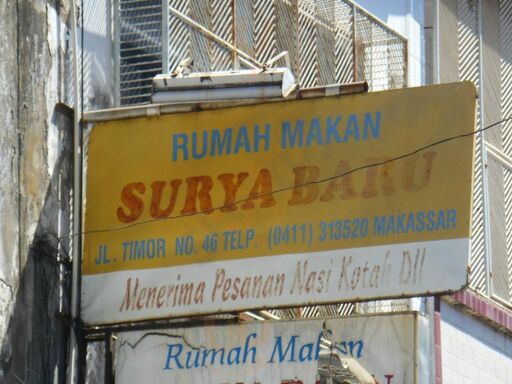 RUMAH MAKAN
SURYA BARU
JL. TIMOR NO. 46 TELP. (0411) 313520 MAKASSAR
Menerima Pesanan Nasi Kotak Dll
Rumah Makan